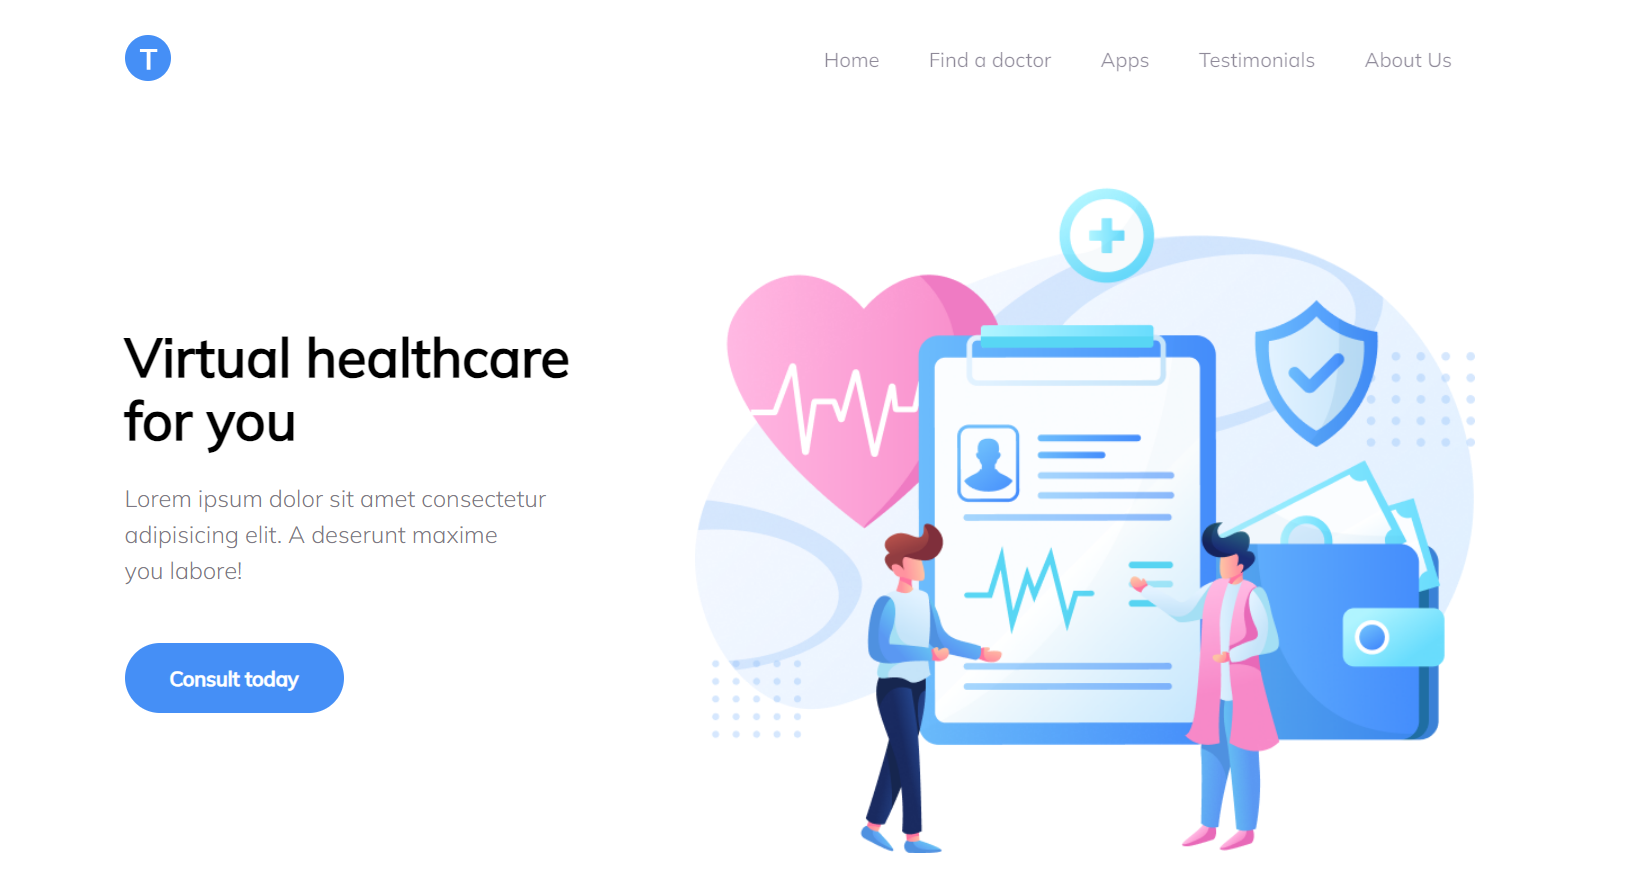 T
Home Find a doctor Apps Testimonials About Us
Virtual healthcare
for you
Lorem ipsum dolor sit amet consectetur
adipisicing elit. A deserunt maxime
you labore!
Consult today